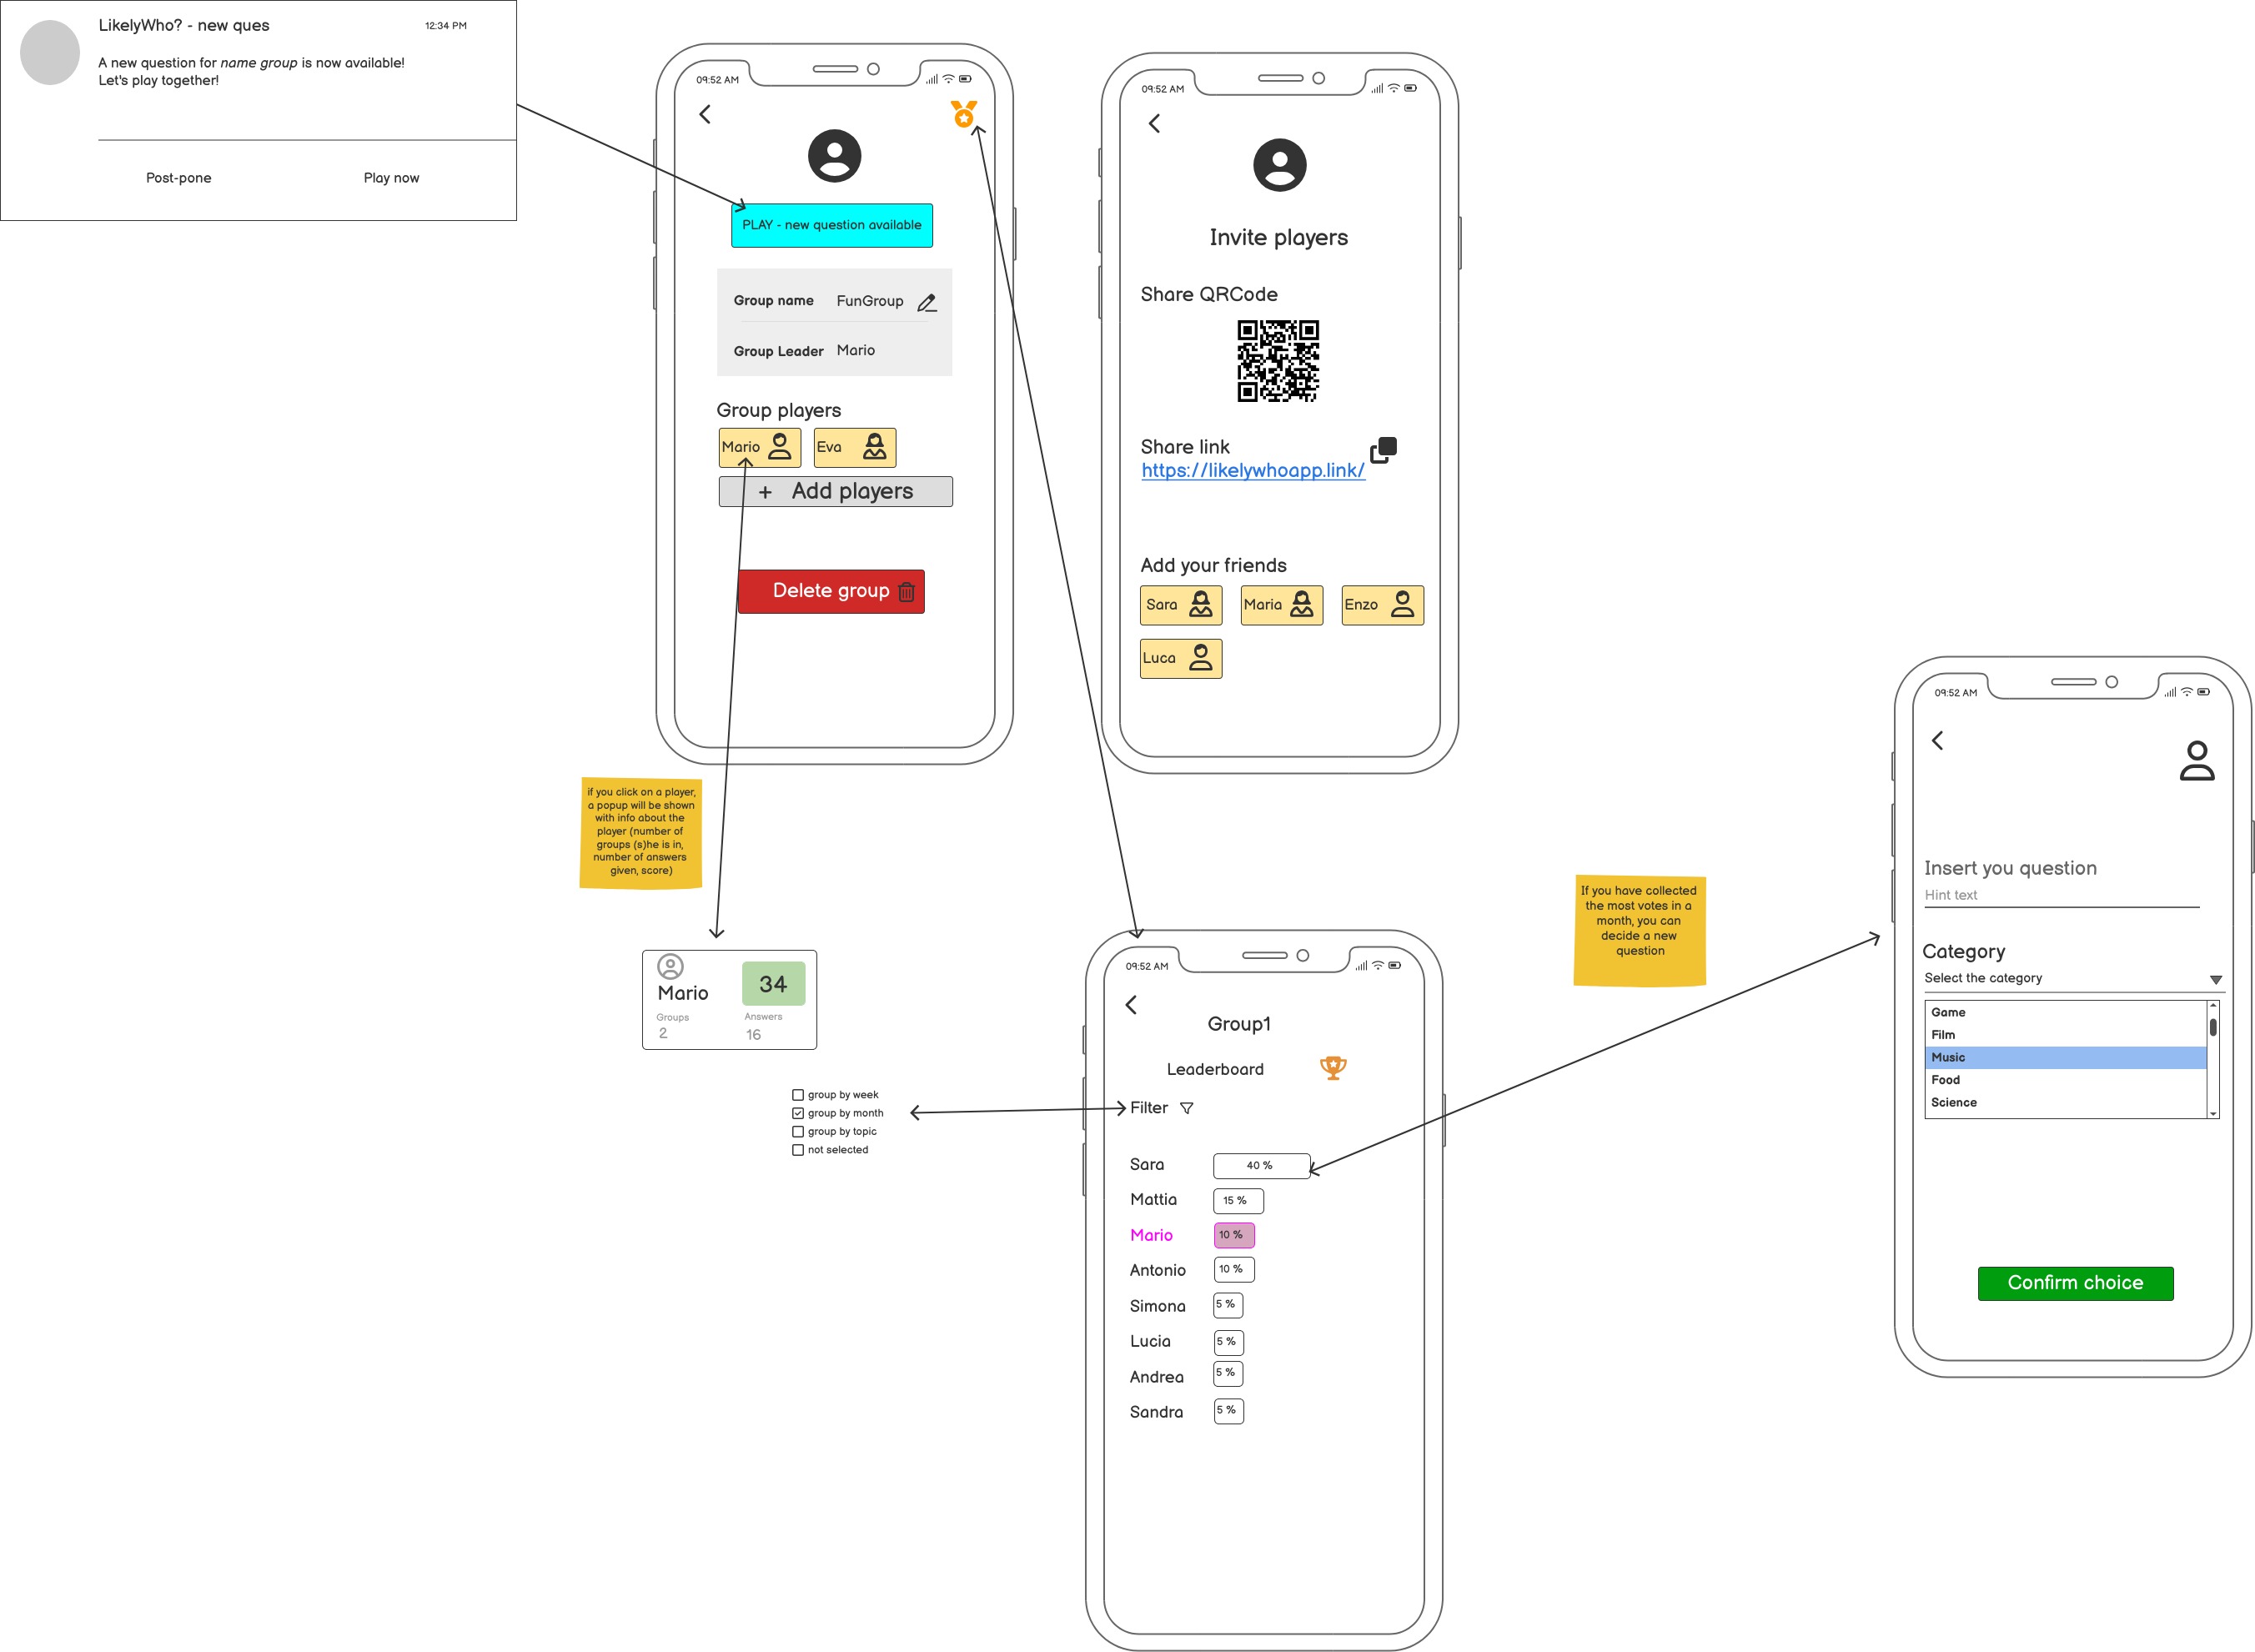 LikelyWho? - new ques
12:34 PM
A new question for name group is now available!
Let's play together!
Post-pone
Play now
09:52 AM
PLAY - new question available
Group name FunGroup
Group Leader Mario
Group players
Mario
Eva
+ Add players
Delete group
09:52 AM
Invite players
Share QRCode
Share link
https://likelywhoapp.link/
Add your friends
Sara
Maria
Enzo
Luca
if you click on a player,
a popup will be shown
with info about the
player (number of
groups (s)he is in,
number of answers
given, score)
Mario
34
Groups
2
Answers
16
group by week
group by month
group by topic
not selected
09:52 AM
Group1
Leaderboard
Filter
Sara 40 %
Mattia 15 %
Mario 10 %
Antonio 10 %
Simona 5 %
Lucia 5 %
Andrea 5 %
Sandra 5 %
If you have collected
the most votes in a
month, you can
decide a new
question
09:52 AM
Insert you question
Hint text
Category
Select the category
Game
Film
Music
Food
Science
Confirm choice